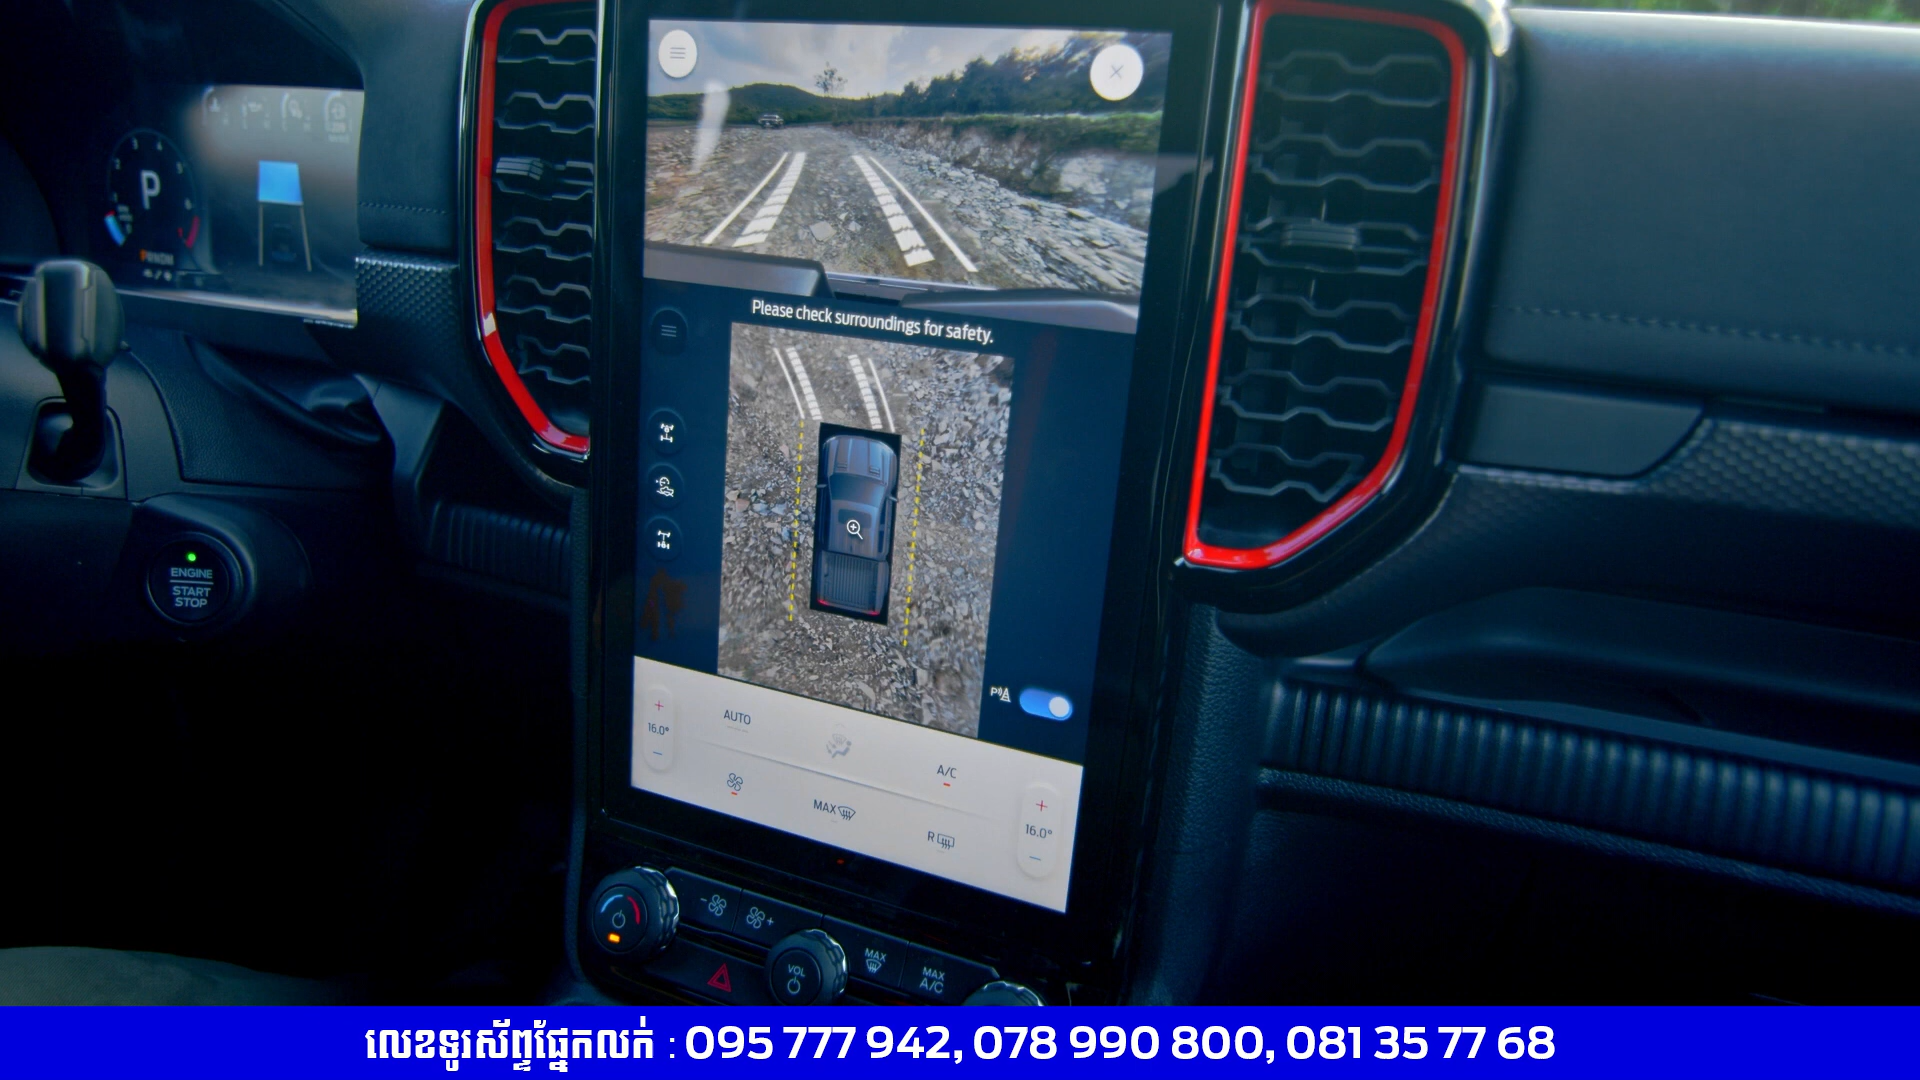 P
PRNDM
ENGINE
START
STOP
Please check surroundings for safety.
16.0°
AUTO
A/C
MAX
R
16.0°
VOL
MAX
MAX
A/C
លេខទូរស័ព្ទផ្នែកលក់ : 095 777 942, 078 990 800, 081 35 77 68